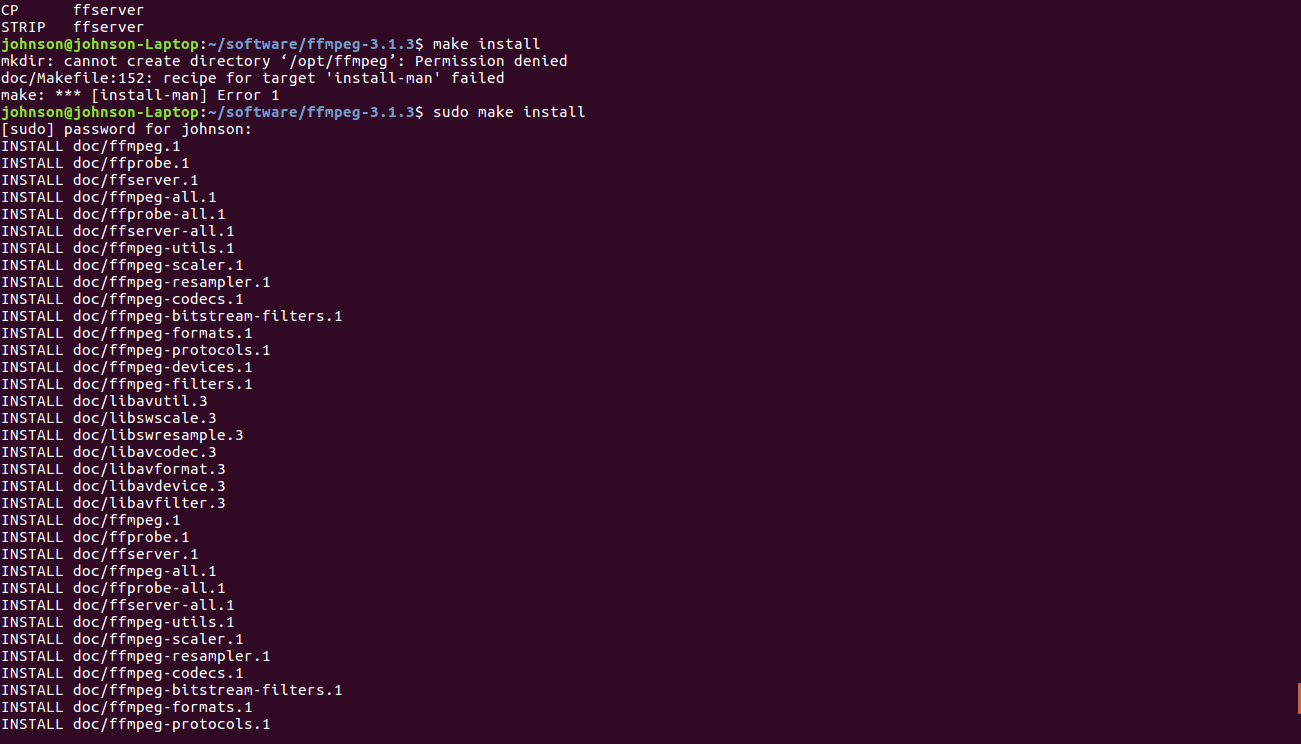 CP      ffserver
STRIP   ffserver
johnson@johnson-Laptop:~/software/ffmpeg-3.1.3$ make install
mkdir: cannot create directory ‘/opt/ffmpeg’: Permission denied
doc/Makefile:152: recipe for target 'install-man' failed
make: *** [install-man] Error 1
johnson@johnson-Laptop:~/software/ffmpeg-3.1.3$ sudo make install
[sudo] password for johnson:
INSTALL doc/ffmpeg.1
INSTALL doc/ffprobe.1
INSTALL doc/ffserver.1
INSTALL doc/ffmpeg-all.1
INSTALL doc/ffprobe-all.1
INSTALL doc/ffserver-all.1
INSTALL doc/ffmpeg-utils.1
INSTALL doc/ffmpeg-scaler.1
INSTALL doc/ffmpeg-resampler.1
INSTALL doc/ffmpeg-codecs.1
INSTALL doc/ffmpeg-bitstream-filters.1
INSTALL doc/ffmpeg-formats.1
INSTALL doc/ffmpeg-protocols.1
INSTALL doc/ffmpeg-devices.1
INSTALL doc/ffmpeg-filters.1
INSTALL doc/libavutil.3
INSTALL doc/libswscale.3
INSTALL doc/libswresample.3
INSTALL doc/libavcodec.3
INSTALL doc/libavformat.3
INSTALL doc/libavdevice.3
INSTALL doc/libavfilter.3
INSTALL doc/ffmpeg.1
INSTALL doc/ffprobe.1
INSTALL doc/ffserver.1
INSTALL doc/ffmpeg-all.1
INSTALL doc/ffprobe-all.1
INSTALL doc/ffserver-all.1
INSTALL doc/ffmpeg-utils.1
INSTALL doc/ffmpeg-scaler.1
INSTALL doc/ffmpeg-resampler.1
INSTALL doc/ffmpeg-codecs.1
INSTALL doc/ffmpeg-bitstream-filters.1
INSTALL doc/ffmpeg-formats.1
INSTALL doc/ffmpeg-protocols.1